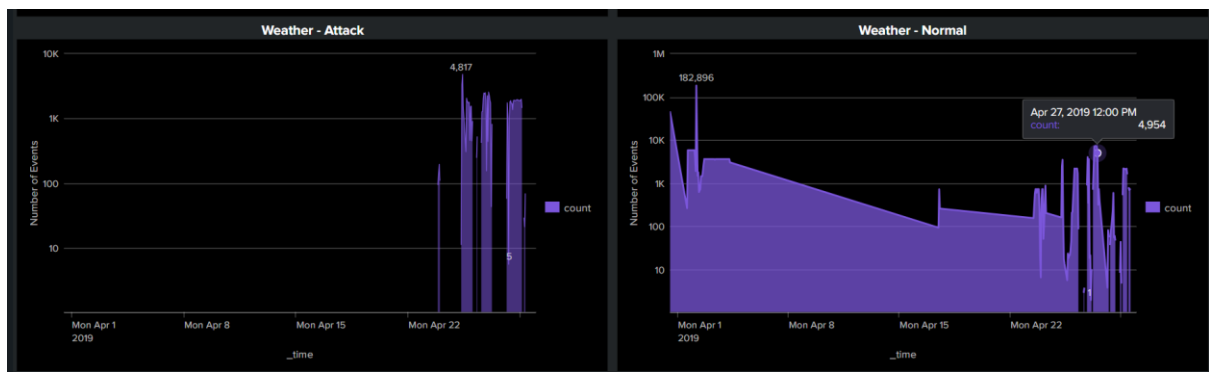 Weather - Attack
10K
4,817
1K
100
10
5
Number of Events
Mon Apr 1
2019
Mon Apr 8
Mon Apr 15
Mon Apr 22
_time
count
Weather - Normal
1M
182,896
100K
10K
1K
100
10
Number of Events
Apr 27, 2019 12:00 PM
count: 4,954
Mon Apr 1
2019
Mon Apr 8
Mon Apr 15
Mon Apr 22
_time
count